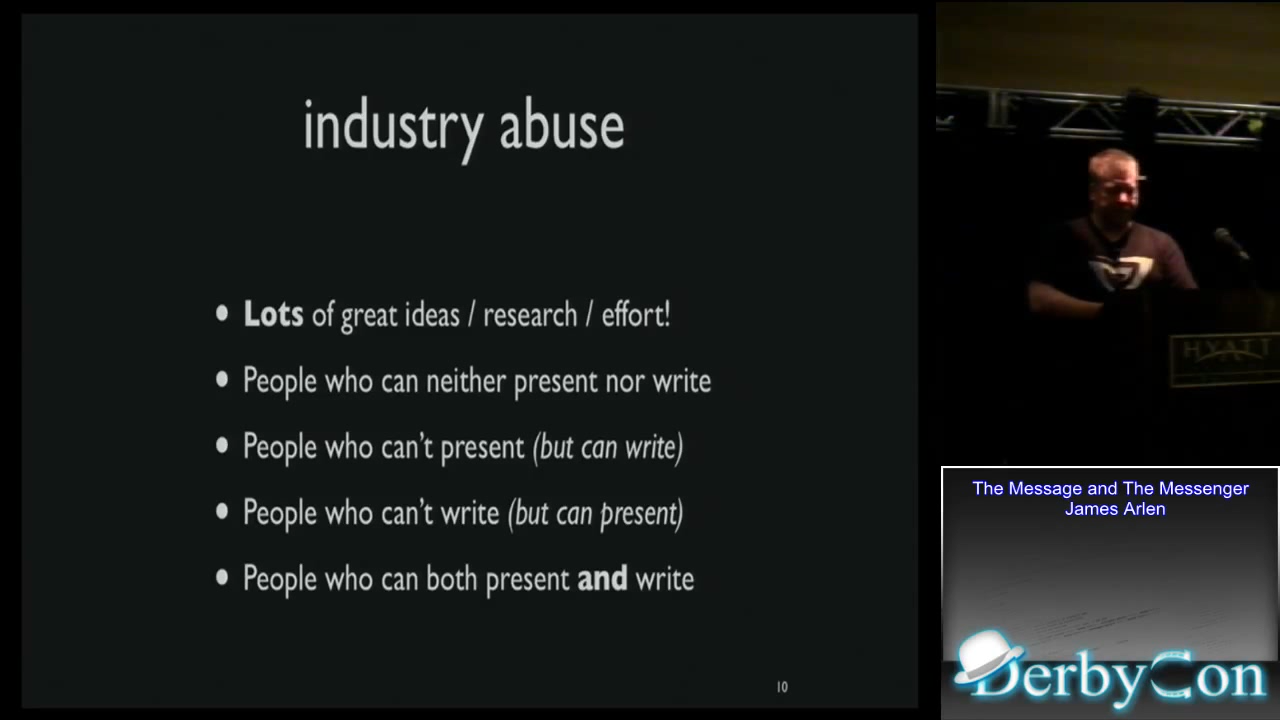 industry abuse
Lots of great ideas / research / effort!
People who can neither present nor write
People who can't present (but can write)
People who can't write (but can present)
People who can both present and write
10
HYATT
The Message and The Messenger
James Arlen
DerbyCon